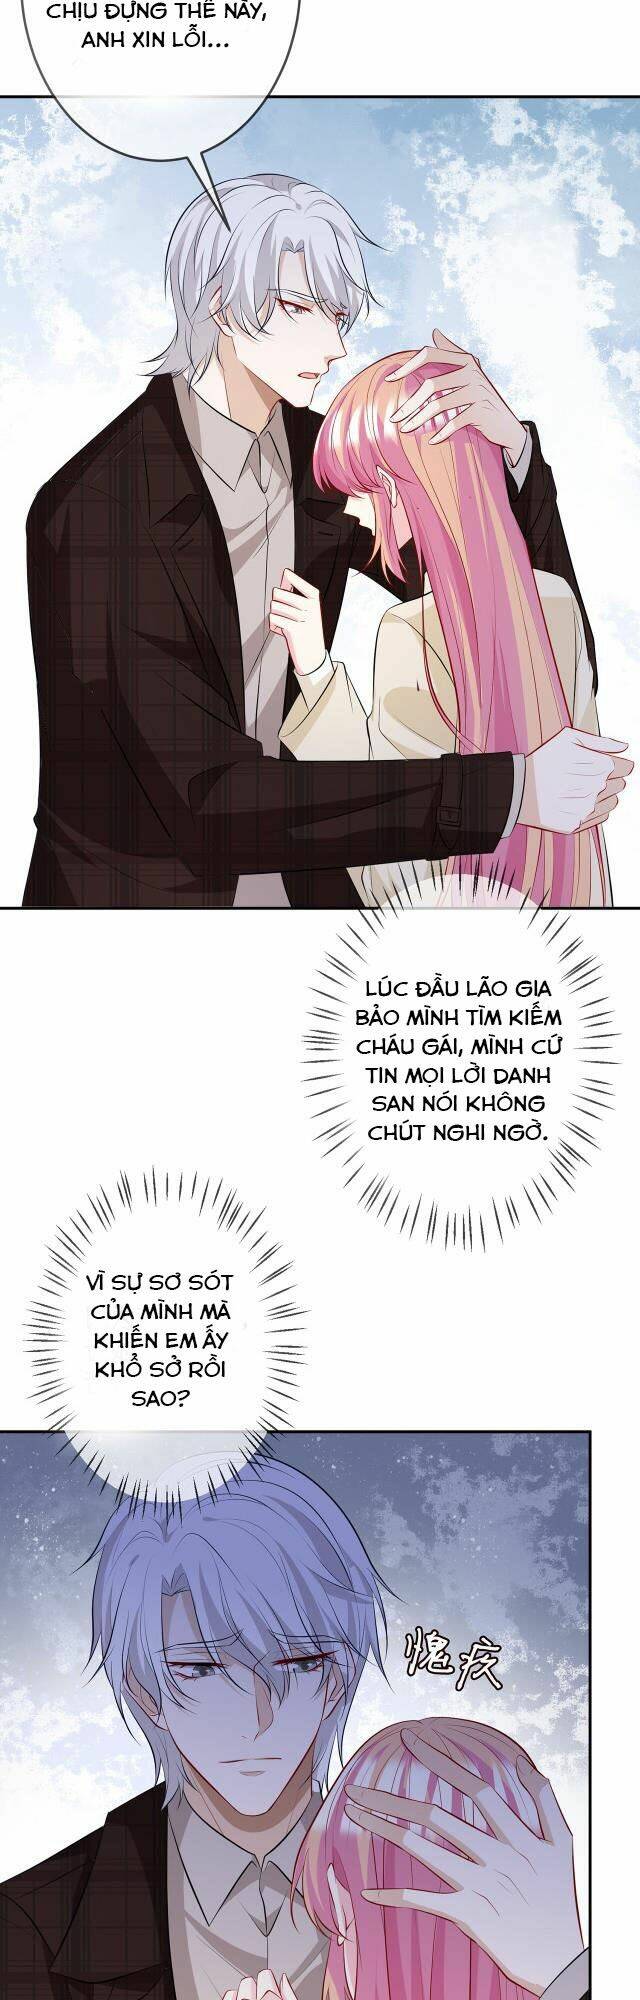 CHỊU ĐỰNG THẾ NÀY,
ANH XIN LỖI...
LÚC ĐẦU LÃO GIA
BẢO MÌNH TÌM KIẾM
CHÁU GÁI, MÌNH CỨ
TIN MỌI LỜI DANH
SAN NÓI KHÔNG
CHÚT NGHI NGỜ.
VÌ SỰ SƠ SÓT
CỦA MÌNH MÀ
KHIẾN EM ẤY
KHỔ SỞ RỒI
SAO?
愧疚